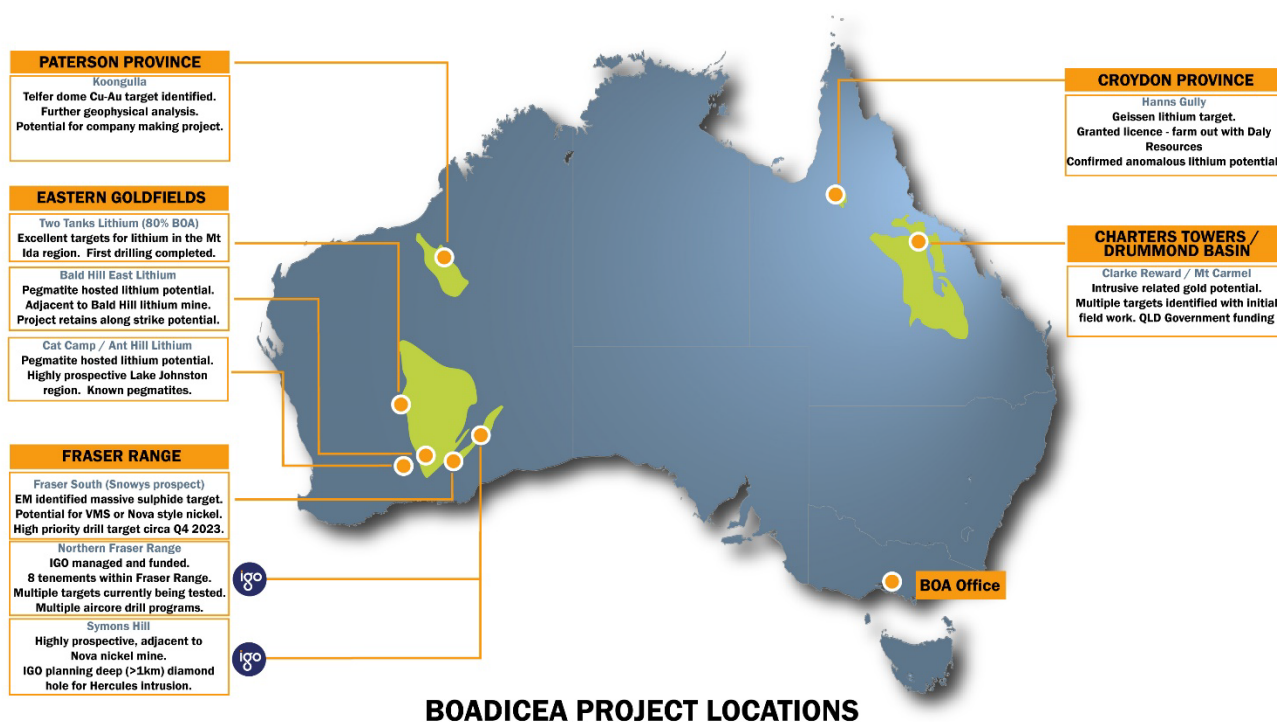 PATERSON PROVINCE
Koongulla
Telfer dome Cu-Au target identified.
Further geophysical analysis.
Potential for company making project.
EASTERN GOLDFIELDS
Two Tanks Lithium (80% BOA)
Excellent targets for lithium in the Mt
Ida region. First drilling completed.
Bald Hill East Lithium
Pegmatite hosted lithium potential.
Adjacent to Bald Hill lithium mine.
Project retains along strike potential.
Cat Camp / Ant Hill Lithium
Pegmatite hosted lithium potential.
Highly prospective Lake Johnston
region. Known pegmatites.
FRASER RANGE
Fraser South (Snowys prospect)
EM identified massive sulphide target.
Potential for VMS or Nova style nickel.
High priority drill target circa Q4 2023.
Northern Fraser Range
IGO managed and funded.
8 tenements within Fraser Range.
Multiple targets currently being tested.
Multiple aircore drill programs.
igo
Symons Hill
Highly prospective, adjacent to
Nova nickel mine.
IGO planning deep (>1km) diamond
hole for Hercules intrusion.
igo
CROYDON PROVINCE
Hanns Gully
Geissen lithium target.
Granted licence - farm out with Daly
Resources
Confirmed anomalous lithium potential
CHARTERS TOWERS /
DRUMMOND BASIN
Clarke Reward / Mt Carmel
Intrusive related gold potential.
Multiple targets identified with initial
field work. QLD Government funding
BOA Office
BOADICEA PROJECT LOCATIONS